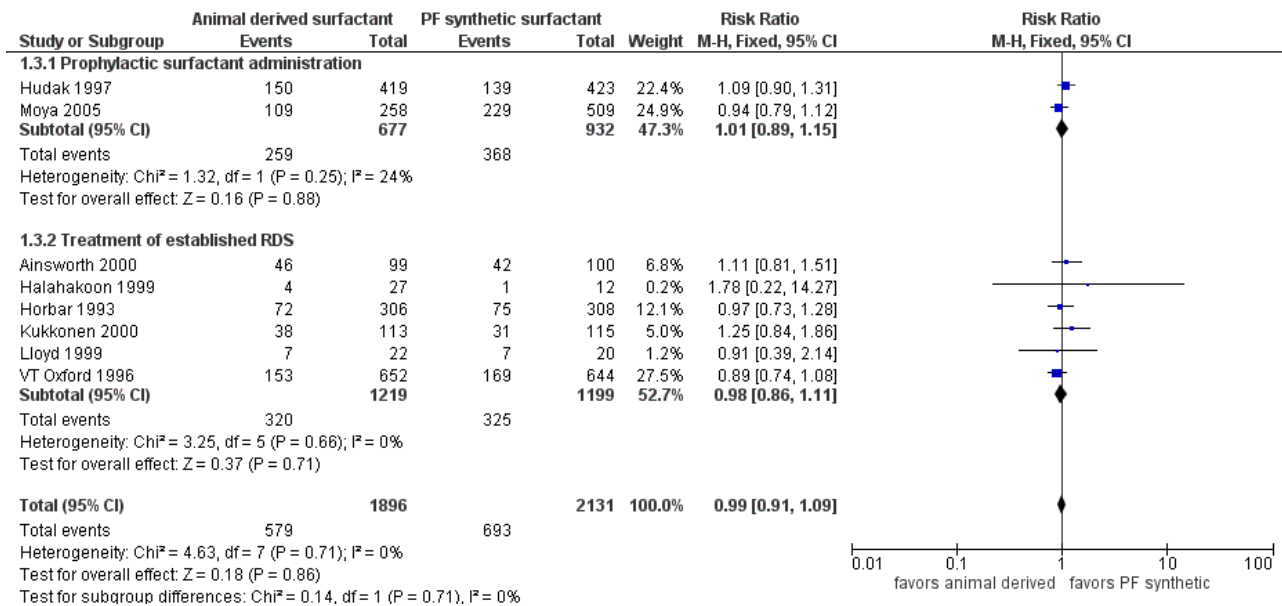 Animal derived surfactant PF synthetic surfactant Risk Ratio Risk Ratio
Study or Subgroup Events Total Events Total Weight M-H, Fixed, 95% CI M-H, Fixed, 95% CI
1.3.1 Prophylactic surfactant administration
Hudak 1997 150 419 139 423 22.4% 1.09 [0.90, 1.31]
Moya 2005 109 258 229 509 24.9% 0.94 [0.79, 1.12]
Subtotal (95% CI) 677 932 47.3% 1.01 [0.89, 1.15]
Total events 259 368
Heterogeneity: Chi² = 1.32, df = 1 (P = 0.25); I² = 24%
Test for overall effect: Z = 0.16 (P = 0.88)
1.3.2 Treatment of established RDS
Ainsworth 2000 46 99 42 100 6.8% 1.11 [0.81, 1.51]
Halahakoon 1999 4 27 1 12 0.2% 1.78 [0.22, 14.27]
Horbar 1993 72 306 75 308 12.1% 0.97 [0.73, 1.28]
Kukkonen 2000 38 113 31 115 5.0% 1.25 [0.84, 1.86]
Lloyd 1999 7 22 7 20 1.2% 0.91 [0.39, 2.14]
VT Oxford 1996 153 652 169 644 27.5% 0.89 [0.74, 1.08]
Subtotal (95% CI) 1219 1199 52.7% 0.98 [0.86, 1.11]
Total events 320 325
Heterogeneity: Chi² = 3.25, df = 5 (P = 0.66); I² = 0%
Test for overall effect: Z = 0.37 (P = 0.71)
Total (95% CI) 1896 2131 100.0% 0.99 [0.91, 1.09]
Total events 579 693
Heterogeneity: Chi² = 4.63, df = 7 (P = 0.71); I² = 0%
Test for overall effect: Z = 0.18 (P = 0.86)
Test for subgroup differences: Chi² = 0.14, df = 1 (P = 0.71), I² = 0%
0.01 0.1 1 10 100
favors animal derived favors PF synthetic